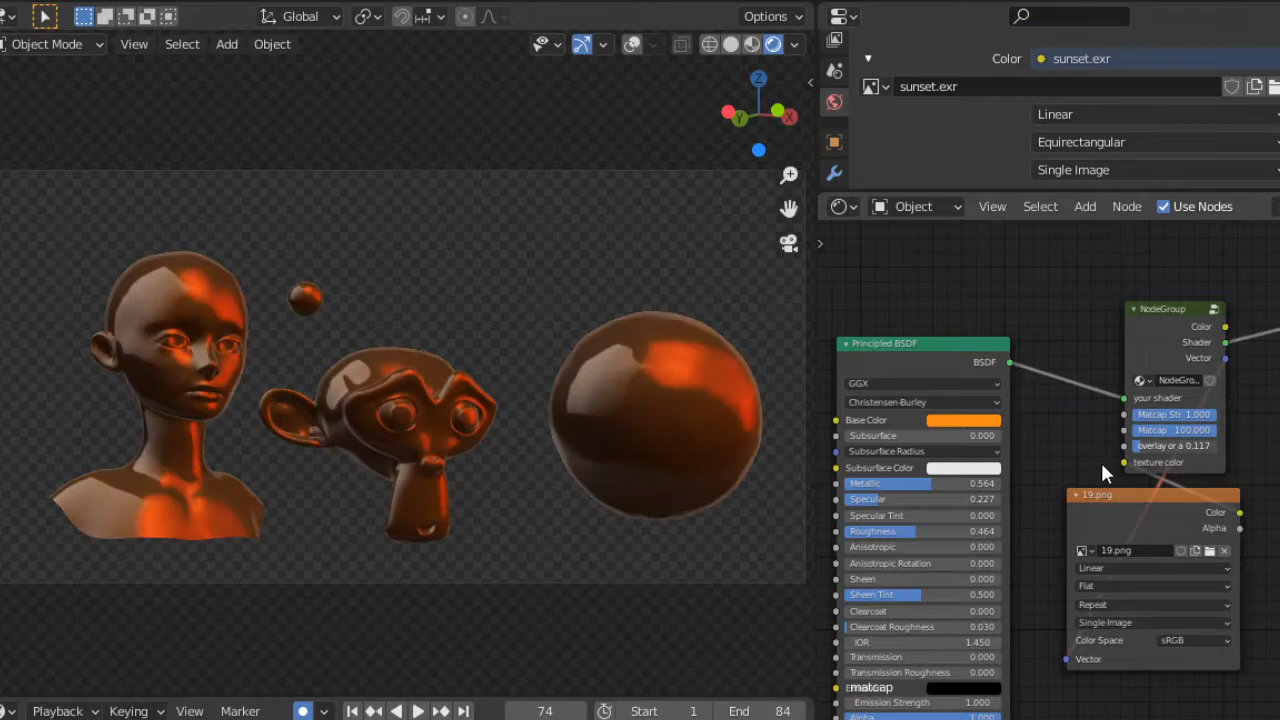 Global
Options
Object Mode
View
Select
Add
Object
Z
Y
X
Color
sunset.exr
sunset.exr
Linear
Equirectangular
Single Image
Object
View
Select
Add
Node
Use Nodes
NodeGroup
Color
Shader
Vector
NodeGro...
your shader
Matcap Str 1.000
Matcap 100.000
overlay or a 0.117
texture color
Principled BSDF
BSDF
GGX
Christensen-Burley
Base Color
Subsurface 0.000
Subsurface Radius
Subsurface Color
Metallic 0.564
Specular 0.227
Specular Tint 0.000
Roughness 0.464
Anisotropic 0.000
Anisotropic Rotation 0.000
Sheen 0.000
Sheen Tint 0.500
Clearcoat 0.000
Clearcoat Roughness 0.030
IOR 1.450
Transmission 0.000
Transmission Roughness 0.000
matcap
Emission Strength 1.000
Alpha
19.png
Color
Alpha
19.png
Linear
Flat
Repeat
Single Image
Color Space sRGB
Vector
Playback
Keying
View
Marker
74
Start 1
End 84